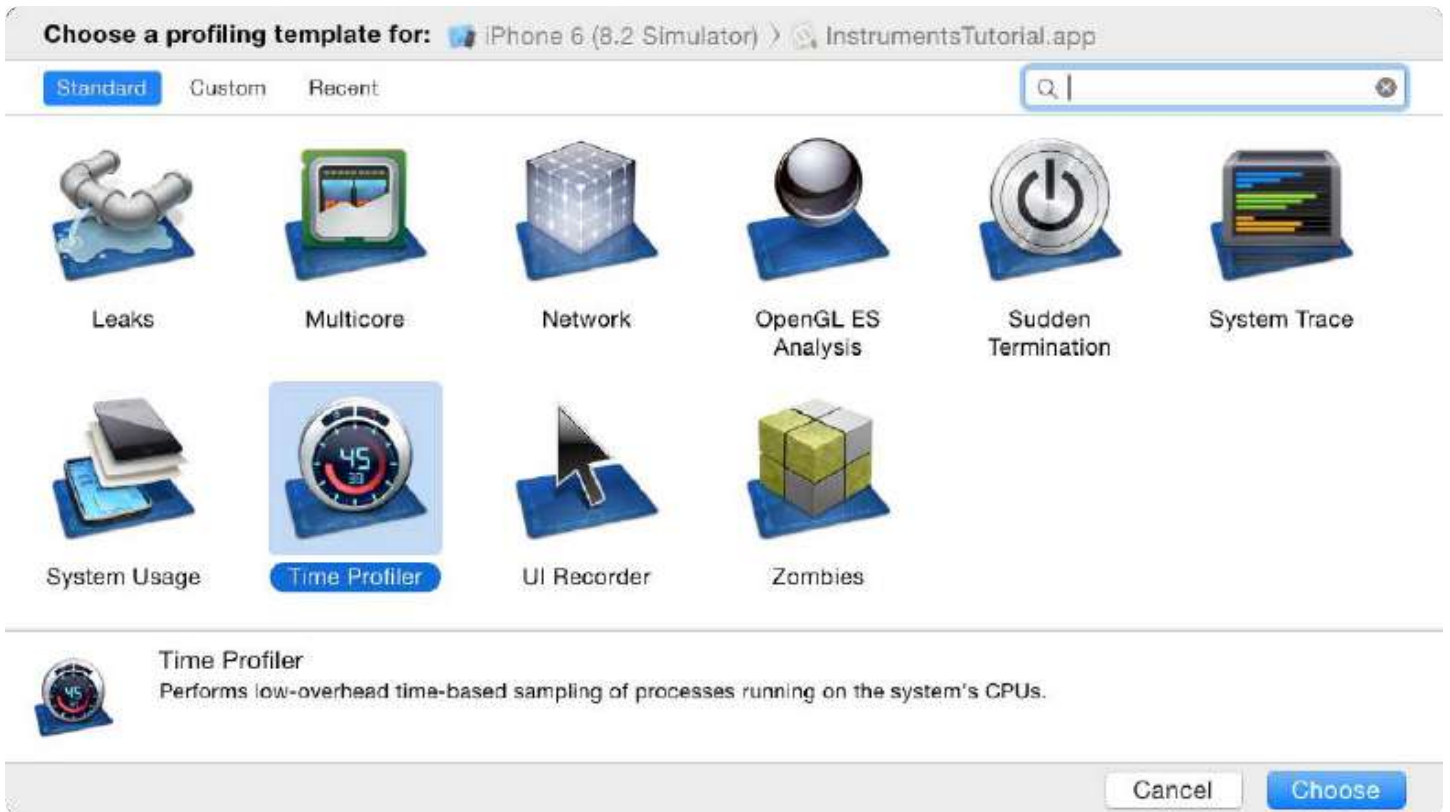 Choose a profiling template for: iPhone 6 (8.2 Simulator) > InstrumentsTutorial.app
Standard Custom Recent
Leaks Multicore Network OpenGL ES Analysis Sudden Termination System Trace
45
System Usage Time Profiler UI Recorder Zombies
Time Profiler
Performs low-overhead time-based sampling of processes running on the system's CPUs.
45
Cancel Choose